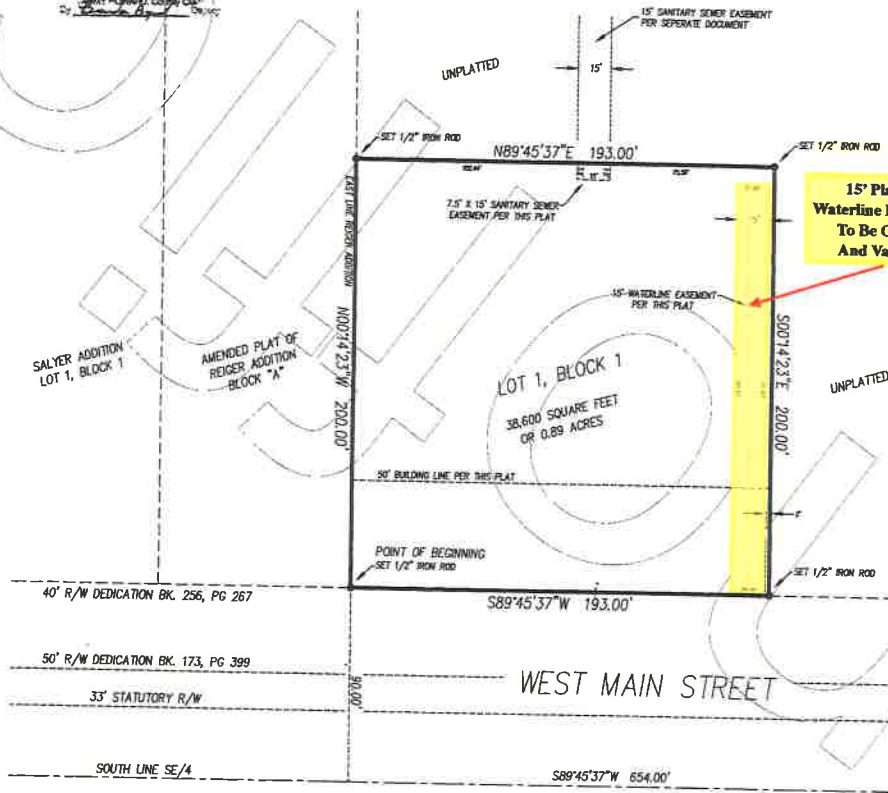 By
15' SANITARY SEWER EASEMENT
PER SEPERATE DOCUMENT
15'
UNPLATTED
SET 1/2" IRON ROD
N89°45'37"E 193.00'
SET 1/2" IRON ROD
7.5' X 15' SANITARY SEWER
EASEMENT PER THIS PLAT
15'
15' Pla
Waterline
To Be
And Va
EAST LINE REIGER ADDITION
15' WATERLINE EASEMENT
PER THIS PLAT
N00°14'23"W 200.00'
S00°14'23"E 200.00'
SALYER ADDITION
LOT 1, BLOCK 1
AMENDED PLAT OF
REIGER ADDITION
BLOCK "A"
LOT 1, BLOCK 1
38,600 SQUARE FEET
OR 0.89 ACRES
UNPLATTED
50' BUILDING LINE PER THIS PLAT
POINT OF BEGINNING
SET 1/2" IRON ROD
SET 1/2" IRON ROD
40' R/W DEDICATION BK. 256, PG 267
S89°45'37"W 193.00'
50' R/W DEDICATION BK. 173, PG 399
33' STATUTORY R/W
90.00'
WEST MAIN STREET
SOUTH LINE SE/4
S89°45'37"W 654.00'